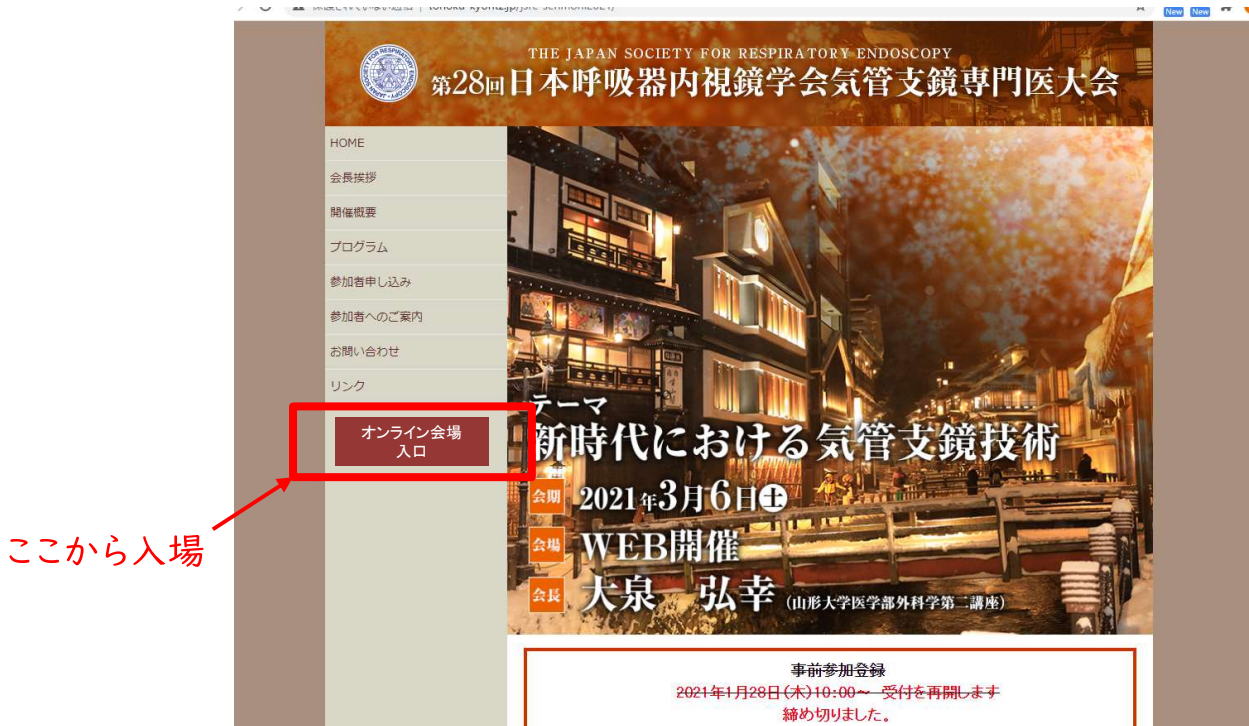 THE JAPAN SOCIETY FOR RESPIRATORY ENDOSCOPY
第28回日本呼吸器内視鏡学会気管支鏡専門医大会
HOME
会長挨拶
開催概要
プログラム
参加者申し込み
参加者へのご案内
お問い合わせ
リンク
オンライン会場
入口
ここから入場
テーマ
新時代における気管支鏡技術
会期 2021年3月6日土
会場 WEB開催
会長 大泉 弘幸 (山形大学医学部外科学第二講座)
事前参加登録
2021年1月28日(木)10:00～ 受付を再開します
締め切りました。
New New